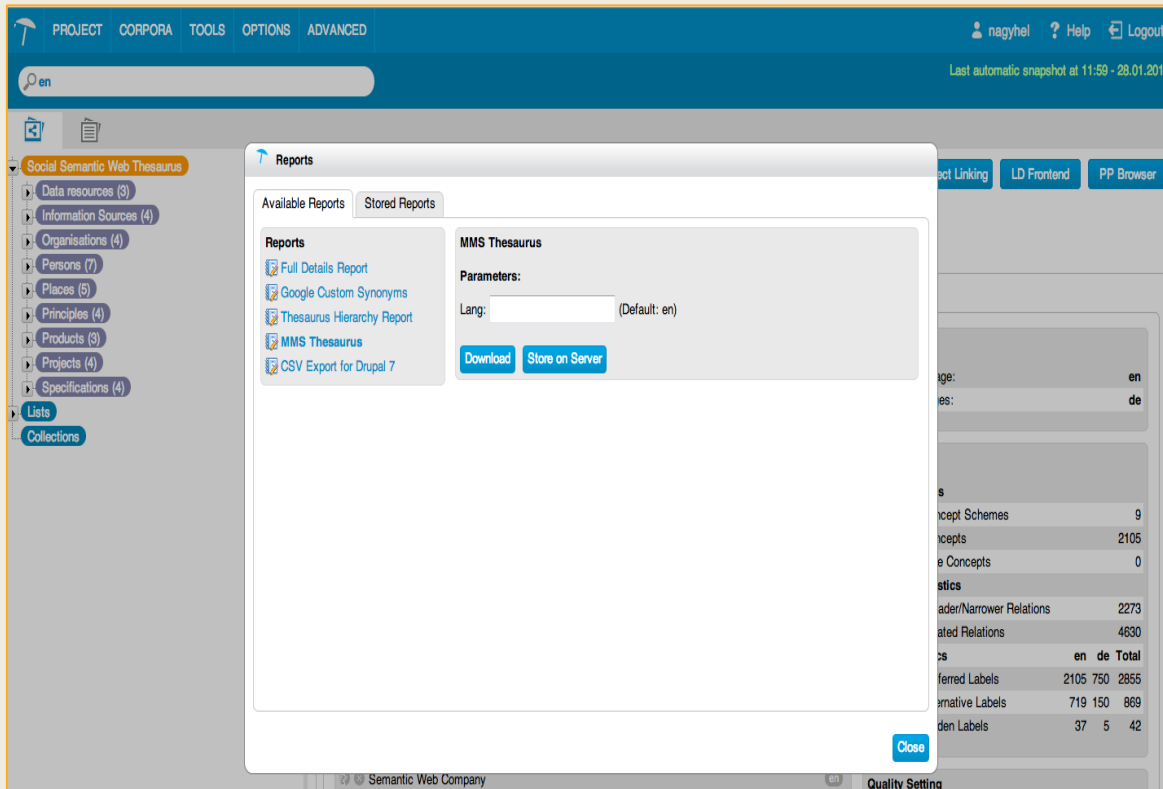 PROJECT CORPORA TOOLS OPTIONS ADVANCED
nagyhel ? Help Logout
en
Last automatic snapshot at 11:59 - 28.01.201
Social Semantic Web Thesaurus
Data resources (3)
Information Sources (4)
Organisations (4)
Persons (7)
Places (5)
Principles (4)
Products (3)
Projects (4)
Specifications (4)
Lists
Collections
Reports
Available Reports Stored Reports
Reports
Full Details Report
Google Custom Synonyms
Thesaurus Hierarchy Report
MMS Thesaurus
CSV Export for Drupal 7
MMS Thesaurus
Parameters:
Lang: (Default: en)
Download Store on Server
Close
ect Linking LD Frontend PP Browser
age: en
es: de
s
ncept Schemes 9
ncepts 2105
e Concepts 0
stics
ader/Narrower Relations 2273
ated Relations 4630
cs en de Total
ferred Labels 2105 750 2855
ernative Labels 719 150 869
den Labels 37 5 42
Semantic Web Company en
Quality Setting